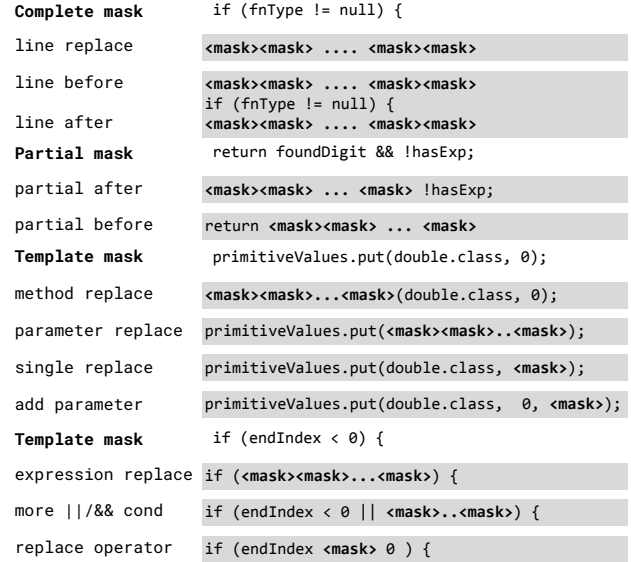 Complete mask if (fnType != null) {
line replace <mask><mask> .... <mask><mask>
line before <mask><mask> .... <mask><mask>
if (fnType != null) {
line after <mask><mask> .... <mask><mask>
Partial mask return foundDigit && !hasExp;
partial after <mask><mask> ... <mask> !hasExp;
partial before return <mask><mask> ... <mask>
Template mask primitiveValues.put(double.class, 0);
method replace <mask><mask>...<mask>(double.class, 0);
parameter replace primitiveValues.put(<mask><mask>..<mask>);
single replace primitiveValues.put(double.class, <mask>);
add parameter primitiveValues.put(double.class, 0, <mask>);
Template mask if (endIndex < 0) {
expression replace if (<mask><mask>...<mask>) {
more ||/&& cond if (endIndex < 0 || <mask>..<mask>) {
replace operator if (endIndex <mask> 0 ) {